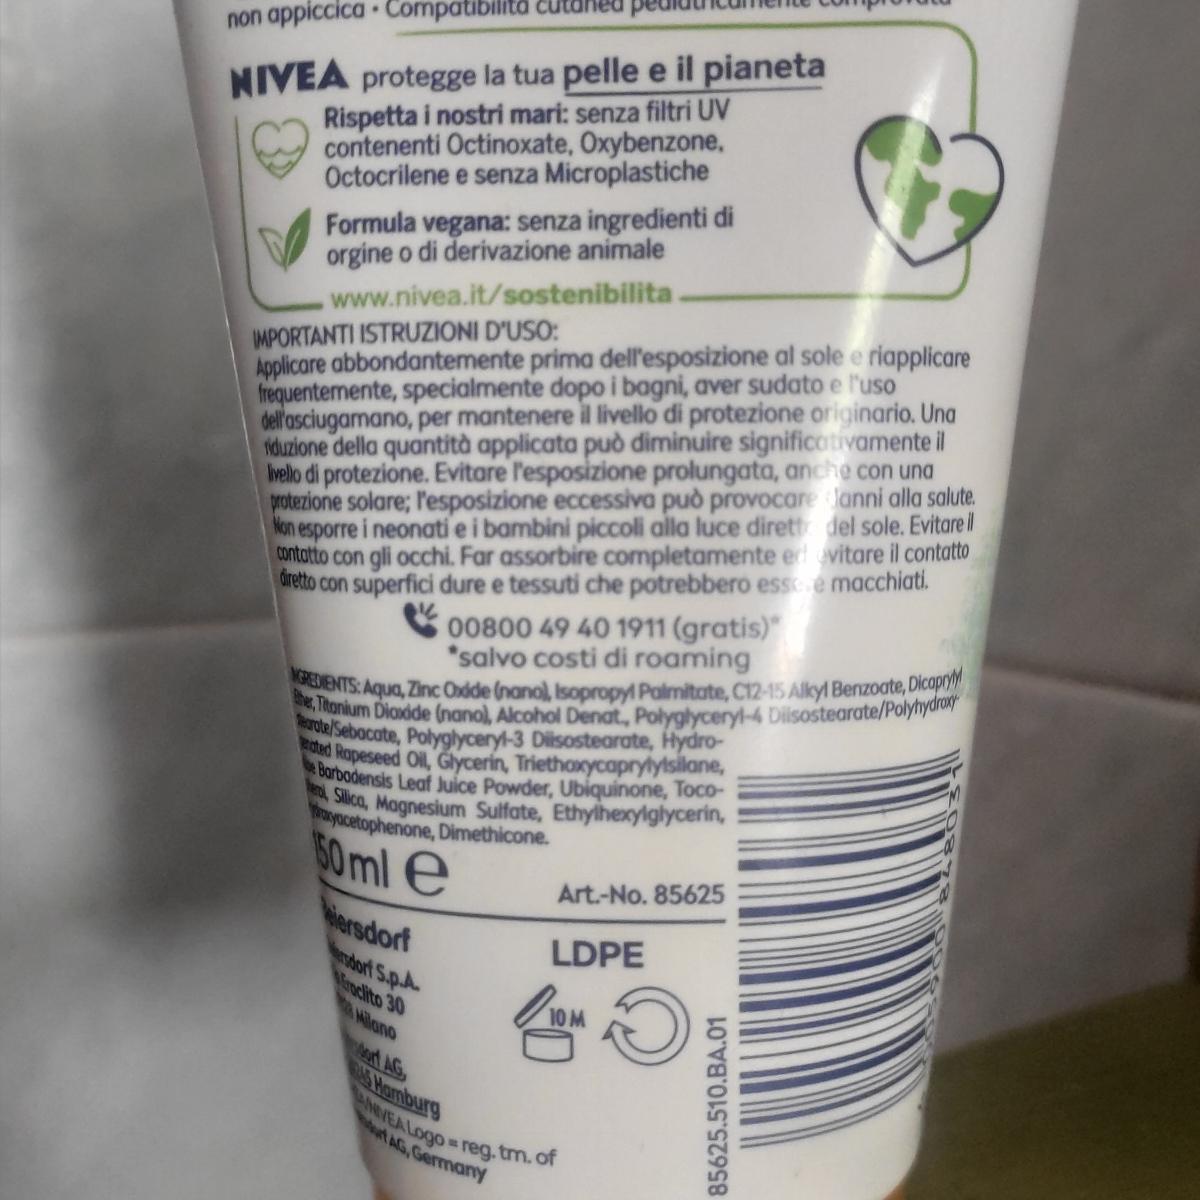 non appiccica • Compatibilità cutanea pediatricamente comprovata
NIVEA protegge la tua pelle e il pianeta
Rispetta i nostri mari: senza filtri UV
contenenti Octinoxate, Oxybenzone,
Octocrilene e senza Microplastiche
Formula vegana: senza ingredienti di
orgine o di derivazione animale
www.nivea.it/sostenibilita
IMPORTANTI ISTRUZIONI D'USO:
Applicare abbondantemente prima dell'esposizione al sole e riapplicare
frequentemente, specialmente dopo i bagni, aver sudato e l'uso
dell'asciugamano, per mantenere il livello di protezione originario. Una
riduzione della quantità applicata può diminuire significativamente il
livello di protezione. Evitare l'esposizione prolungata, anche con una
protezione solare; l'esposizione eccessiva può provocare danni alla salute.
Non esporre i neonati e i bambini piccoli alla luce diretta del sole. Evitare il
contatto con gli occhi. Far assorbire completamente ed evitare il contatto
diretto con superfici dure e tessuti che potrebbero essere macchiati.
00800 49 40 1911 (gratis)*
*salvo costi di roaming
INGREDIENTS: Aqua, Zinc Oxide (nano), Isopropyl Palmitate, C12-15 Alkyl Benzoate, Dicaprylyl
Ether, Titanium Dioxide (nano), Alcohol Denat., Polyglyceryl-4 Diisostearate/Polyhydroxy-
stearate/Sebacate, Polyglyceryl-3 Diisostearate, Hydro-
genated Rapeseed Oil, Glycerin, Triethoxycaprylylsilane,
Barbadensis Leaf Juice Powder, Ubiquinone, Toco-
pherol, Silica, Magnesium Sulfate, Ethylhexylglycerin,
Hydroxyacetophenone, Dimethicone.
50 ml e
Art.-No. 85625
Beiersdorf
Beiersdorf S.p.A.
Eraclito 30
Milano
Beiersdorf AG,
Hamburg
NIVEA Logo = reg. tm. of
Beiersdorf AG, Germany
LDPE
10 M
85625.510.BA.01
848031